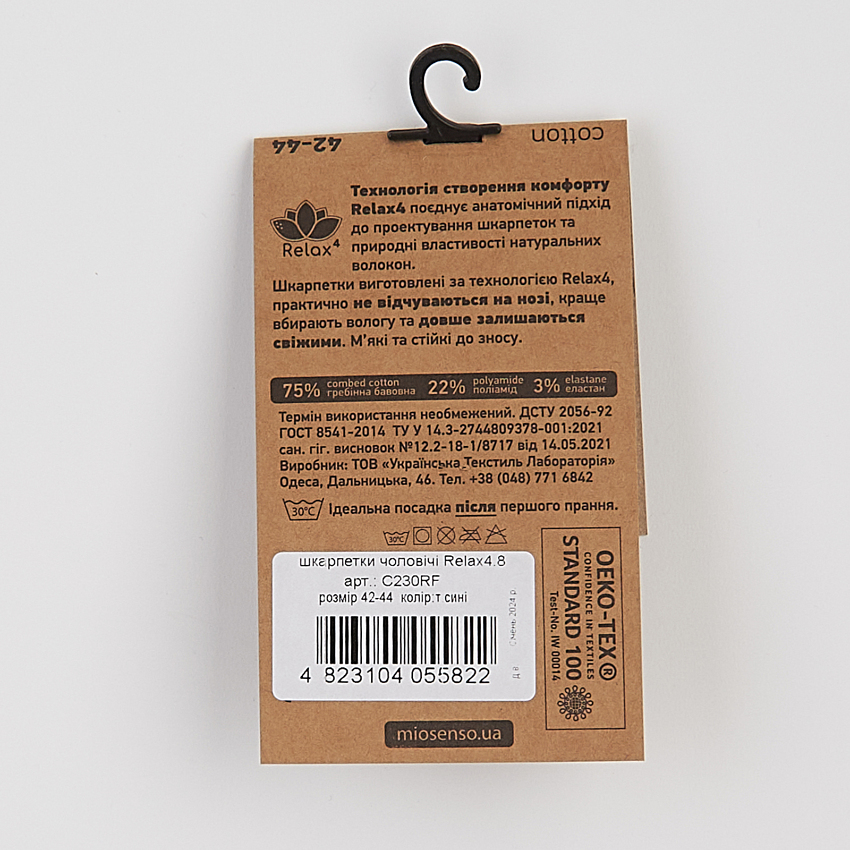 42-44
cotton
Технологія створення комфорту
Relax4 поєднує анатомічний підхід
до проектування шкарпеток та
природні властивості натуральних
волокон.
Relax4
Шкарпетки виготовлені за технологією Relax4,
практично не відчуваються на нозі, краще
вбирають вологу та довше залишаються
свіжими. М'які та стійкі до зносу.
75% combed cotton гребінна бавовна 22% polyamide поліамід 3% elastane еластан
Термін використання необмежений. ДСТУ 2056-92
ГОСТ 8541-2014 ТУ У 14.3-2744809378-001:2021
сан. гіг. висновок №12.2-18-1/8717 від 14.05.2021
Виробник: ТОВ «Українська Текстиль Лабораторія»
Одеса, Дальницька, 46. Тел. +38 (048) 771 6842
30°C Ідеальна посадка після першого прання.
30°C
шкарпетки чоловічі Relax4.8
арт.: C230RF
розмір 42-44 колір:т сині
4 823104 055822
2024 р.
OEKO-TEX®
CONFIDENCE IN TEXTILES
STANDARD 100
Test-No. IW 00014
miosenso.ua